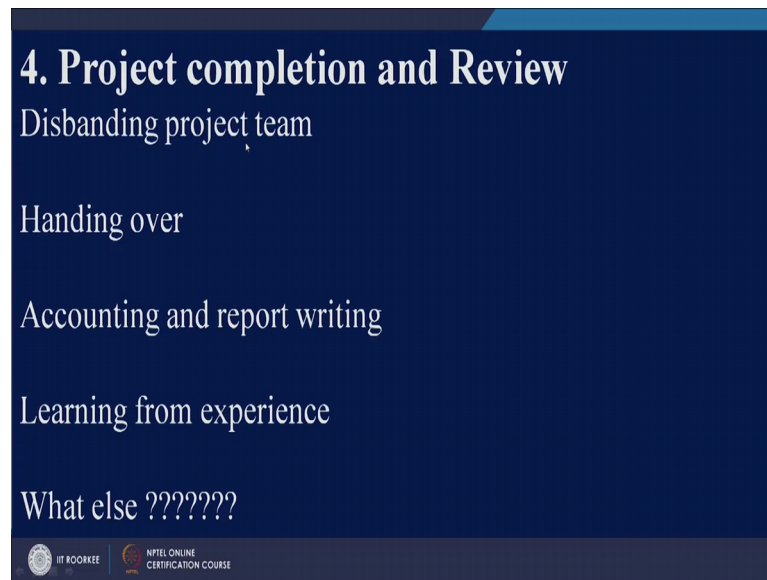 4. Project completion and Review
Disbanding project team
Handing over
Accounting and report writing
Learning from experience
What else ???????
IIT ROORKEE
NPTEL ONLINE
CERTIFICATION COURSE
NPTEL